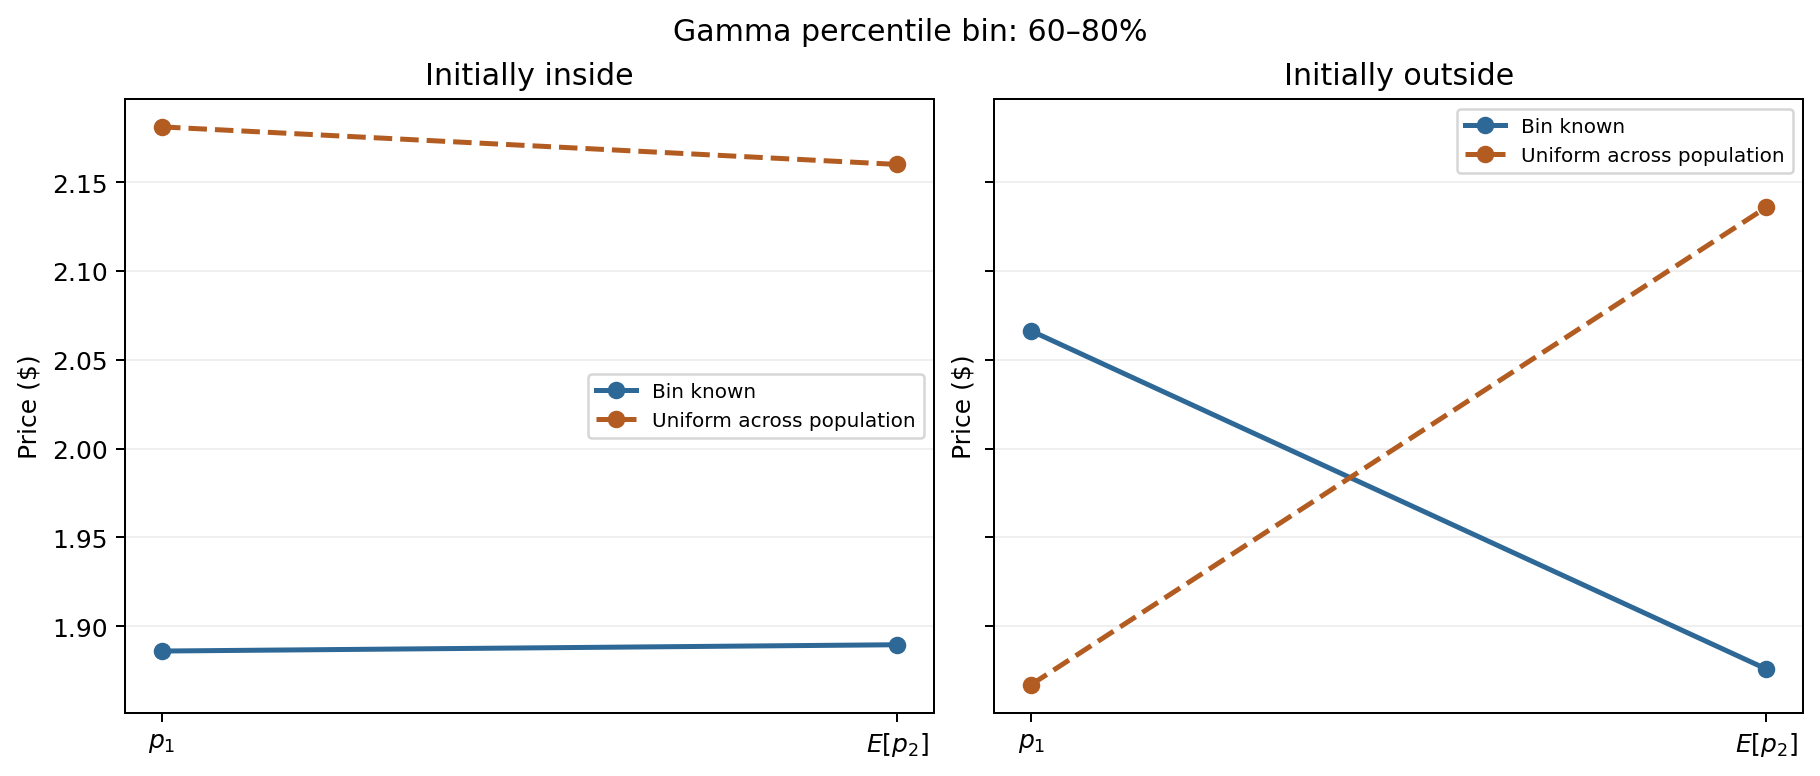 Gamma percentile bin: 60–80%
Initially inside
Price ($)
2.15
2.10
2.05
2.00
1.95
1.90
Bin known
Uniform across population
p₁
E[p₂]
Initially outside
Price ($)
Bin known
Uniform across population
p₁
E[p₂]